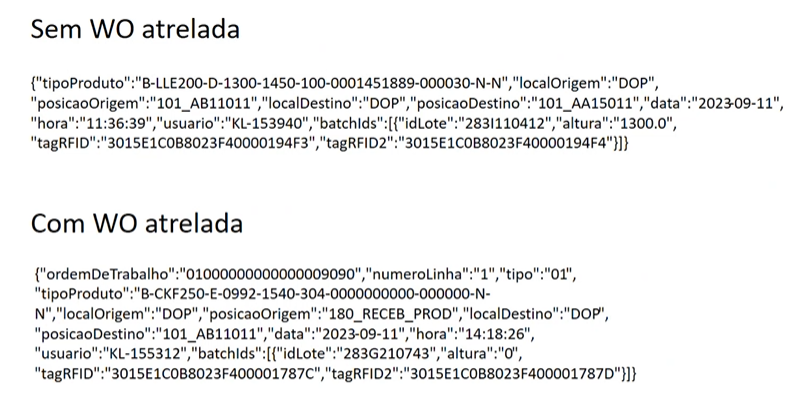 Sem WO atrelada
{"tipoProduto":"B-LLE200-D-1300-1450-100-0001451889-000030-N-N","localOrigem":"DOP",
"posicaoOrigem":"101_AB11011","localDestino":"DOP","posicaoDestino":"101_AA15011","data":"2023-09-11",
"hora":"11:36:39","usuario":"KL-153940","batchIds":[{"idLote":"283I110412","altura":"1300.0",
"tagRFID":"3015E1C0B8023F40000194F3","tagRFID2":"3015E1C0B8023F40000194F4"}]}
Com WO atrelada
{"ordemDeTrabalho":"01000000000000009090","numeroLinha":"1","tipo":"01",
"tipoProduto":"B-CKF250-E-0992-1540-304-0000000000-000000-N-
N","localOrigem":"DOP","posicaoOrigem":"180_RECEB_PROD","localDestino":"DOP",
"posicaoDestino":"101_AB11011","data":"2023-09-11","hora":"14:18:26",
"usuario":"KL-155312","batchIds":[{"idLote":"283G210743","altura":"0",
"tagRFID":"3015E1C0B8023F400001787C","tagRFID2":"3015E1C0B8023F400001787D"}]}